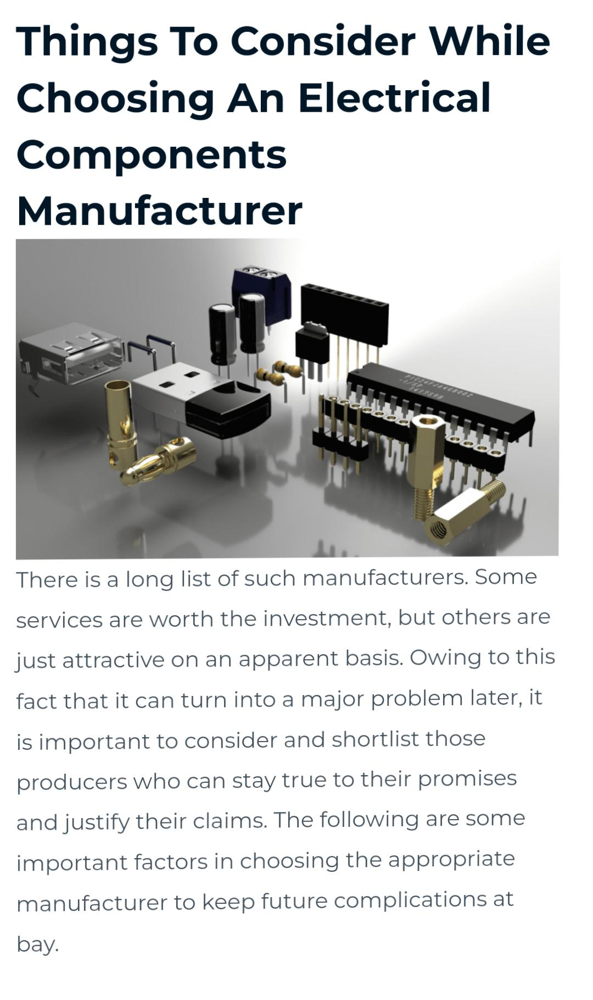 Things To Consider While
Choosing An Electrical
Components
Manufacturer
PIC24FJ64GB002
-I/SP
1417S98
There is a long list of such manufacturers. Some
services are worth the investment, but others are
just attractive on an apparent basis. Owing to this
fact that it can turn into a major problem later, it
is important to consider and shortlist those
producers who can stay true to their promises
and justify their claims. The following are some
important factors in choosing the appropriate
manufacturer to keep future complications at
bay.